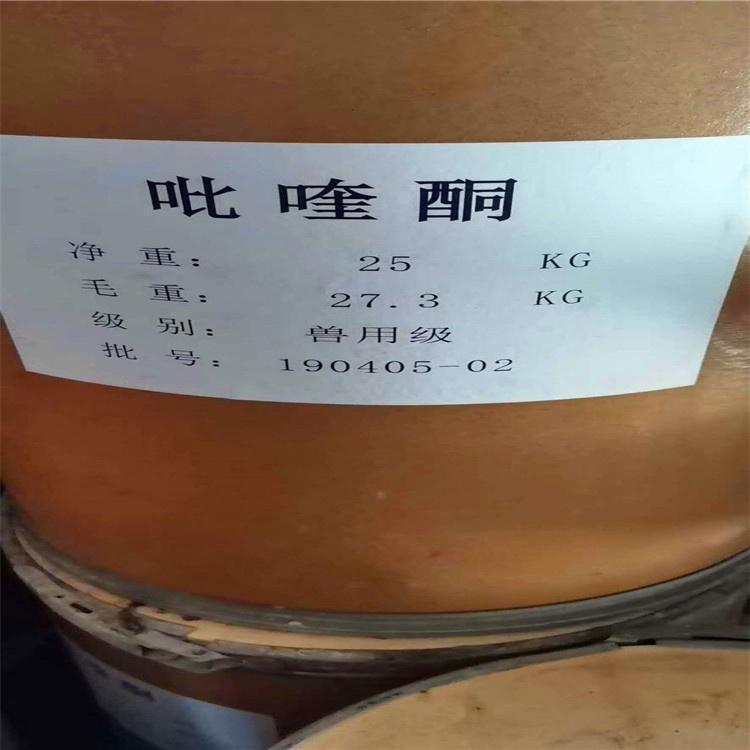 吡喹酮
净重： 25 KG
毛重： 27.3 KG
级别： 兽用级
批号： 190405-02